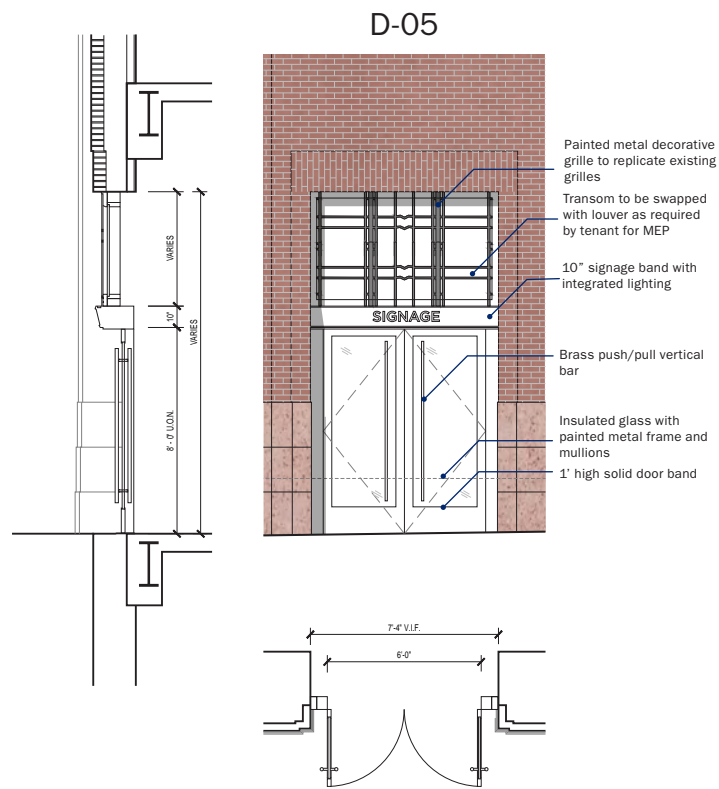 D-05
Painted metal decorative
grille to replicate existing
grilles
Transom to be swapped
with louver as required
by tenant for MEP
10” signage band with
integrated lighting
SIGNAGE
Brass push/pull vertical
bar
Insulated glass with
painted metal frame and
mullions
1’ high solid door band
VARIES
10"
VARIES
8' - 0" U.O.N.
7'-4" V.I.F.
6'-0"